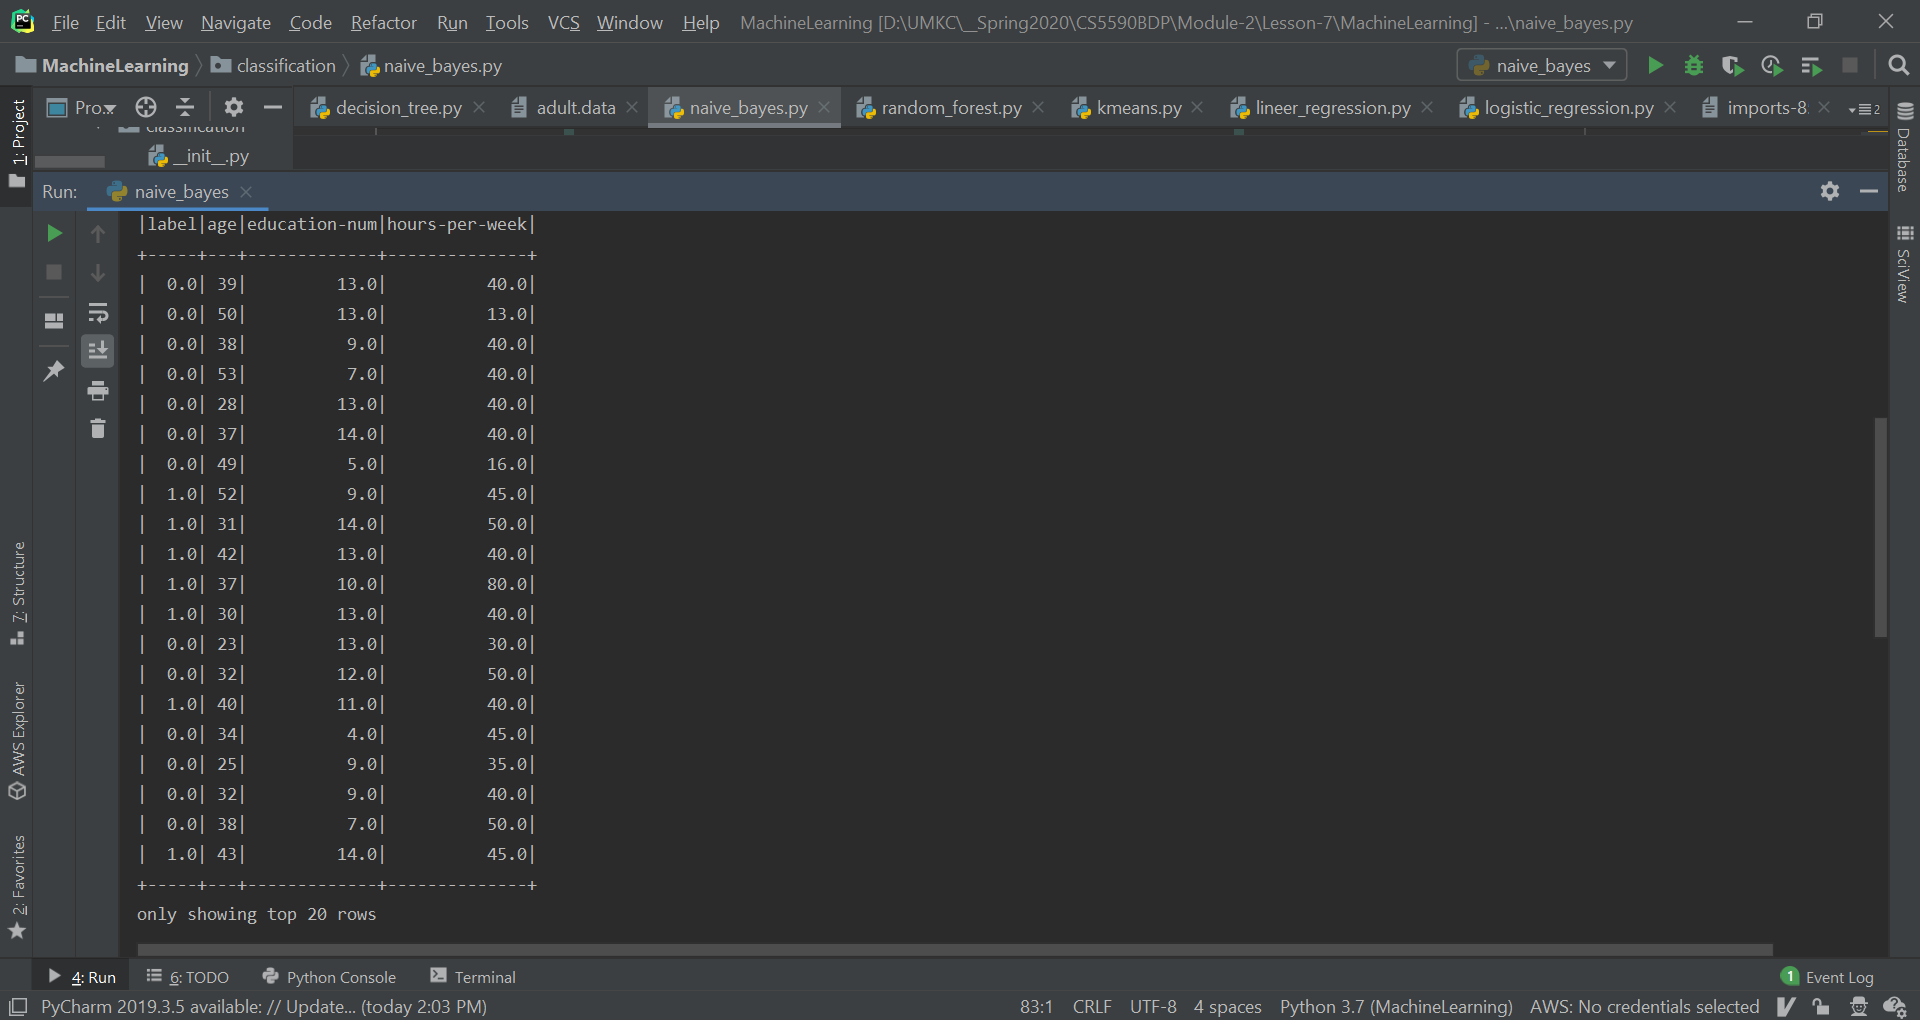 File Edit View Navigate Code Refactor Run Tools VCS Window Help MachineLearning [D:\UMKC\__Spring2020\CS5590BDP\Module-2\Lesson-7\MachineLearning] - ...\naive_bayes.py
MachineLearning classification naive_bayes.py naive_bayes
1: Project
Pro... decision_tree.py adult.data naive_bayes.py random_forest.py kmeans.py lineer_regression.py logistic_regression.py imports-8 2
classification
__init__.py
Database
SciView
Run: naive_bayes
|label|age|education-num|hours-per-week|
+-----+---+-------------+--------------+
|  0.0| 39|         13.0|          40.0|
|  0.0| 50|         13.0|          13.0|
|  0.0| 38|          9.0|          40.0|
|  0.0| 53|          7.0|          40.0|
|  0.0| 28|         13.0|          40.0|
|  0.0| 37|         14.0|          40.0|
|  0.0| 49|          5.0|          16.0|
|  1.0| 52|          9.0|          45.0|
|  1.0| 31|         14.0|          50.0|
|  1.0| 42|         13.0|          40.0|
|  1.0| 37|         10.0|          80.0|
|  1.0| 30|         13.0|          40.0|
|  0.0| 23|         13.0|          30.0|
|  0.0| 32|         12.0|          50.0|
|  1.0| 40|         11.0|          40.0|
|  0.0| 34|          4.0|          45.0|
|  0.0| 25|          9.0|          35.0|
|  0.0| 32|          9.0|          40.0|
|  0.0| 38|          7.0|          50.0|
|  1.0| 43|         14.0|          45.0|
+-----+---+-------------+--------------+
only showing top 20 rows
7: Structure
AWS Explorer
2: Favorites
4: Run 6: TODO Python Console Terminal 1 Event Log
PyCharm 2019.3.5 available: // Update... (today 2:03 PM) 83:1 CRLF UTF-8 4 spaces Python 3.7 (MachineLearning) AWS: No credentials selected